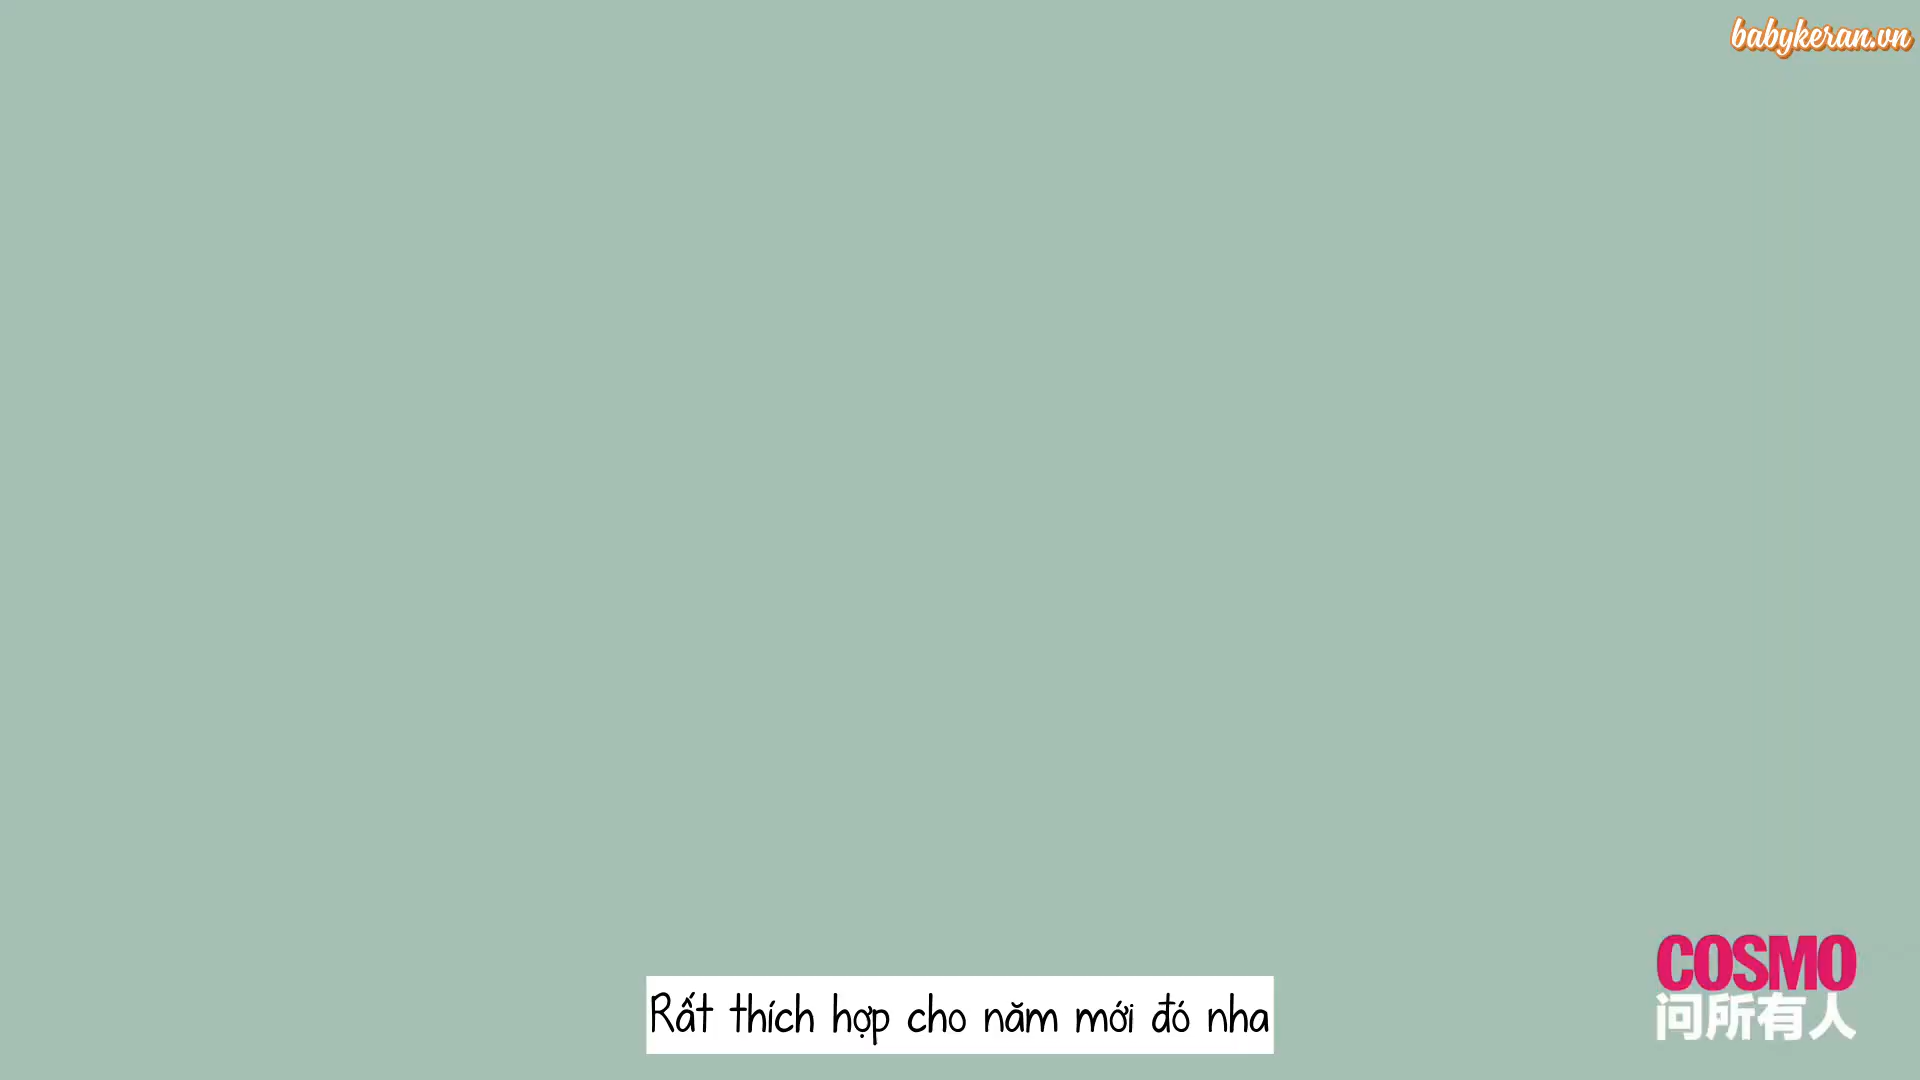 babykeran.vn
COSMO
问所有人
Rất thích hợp cho năm mới đó nha